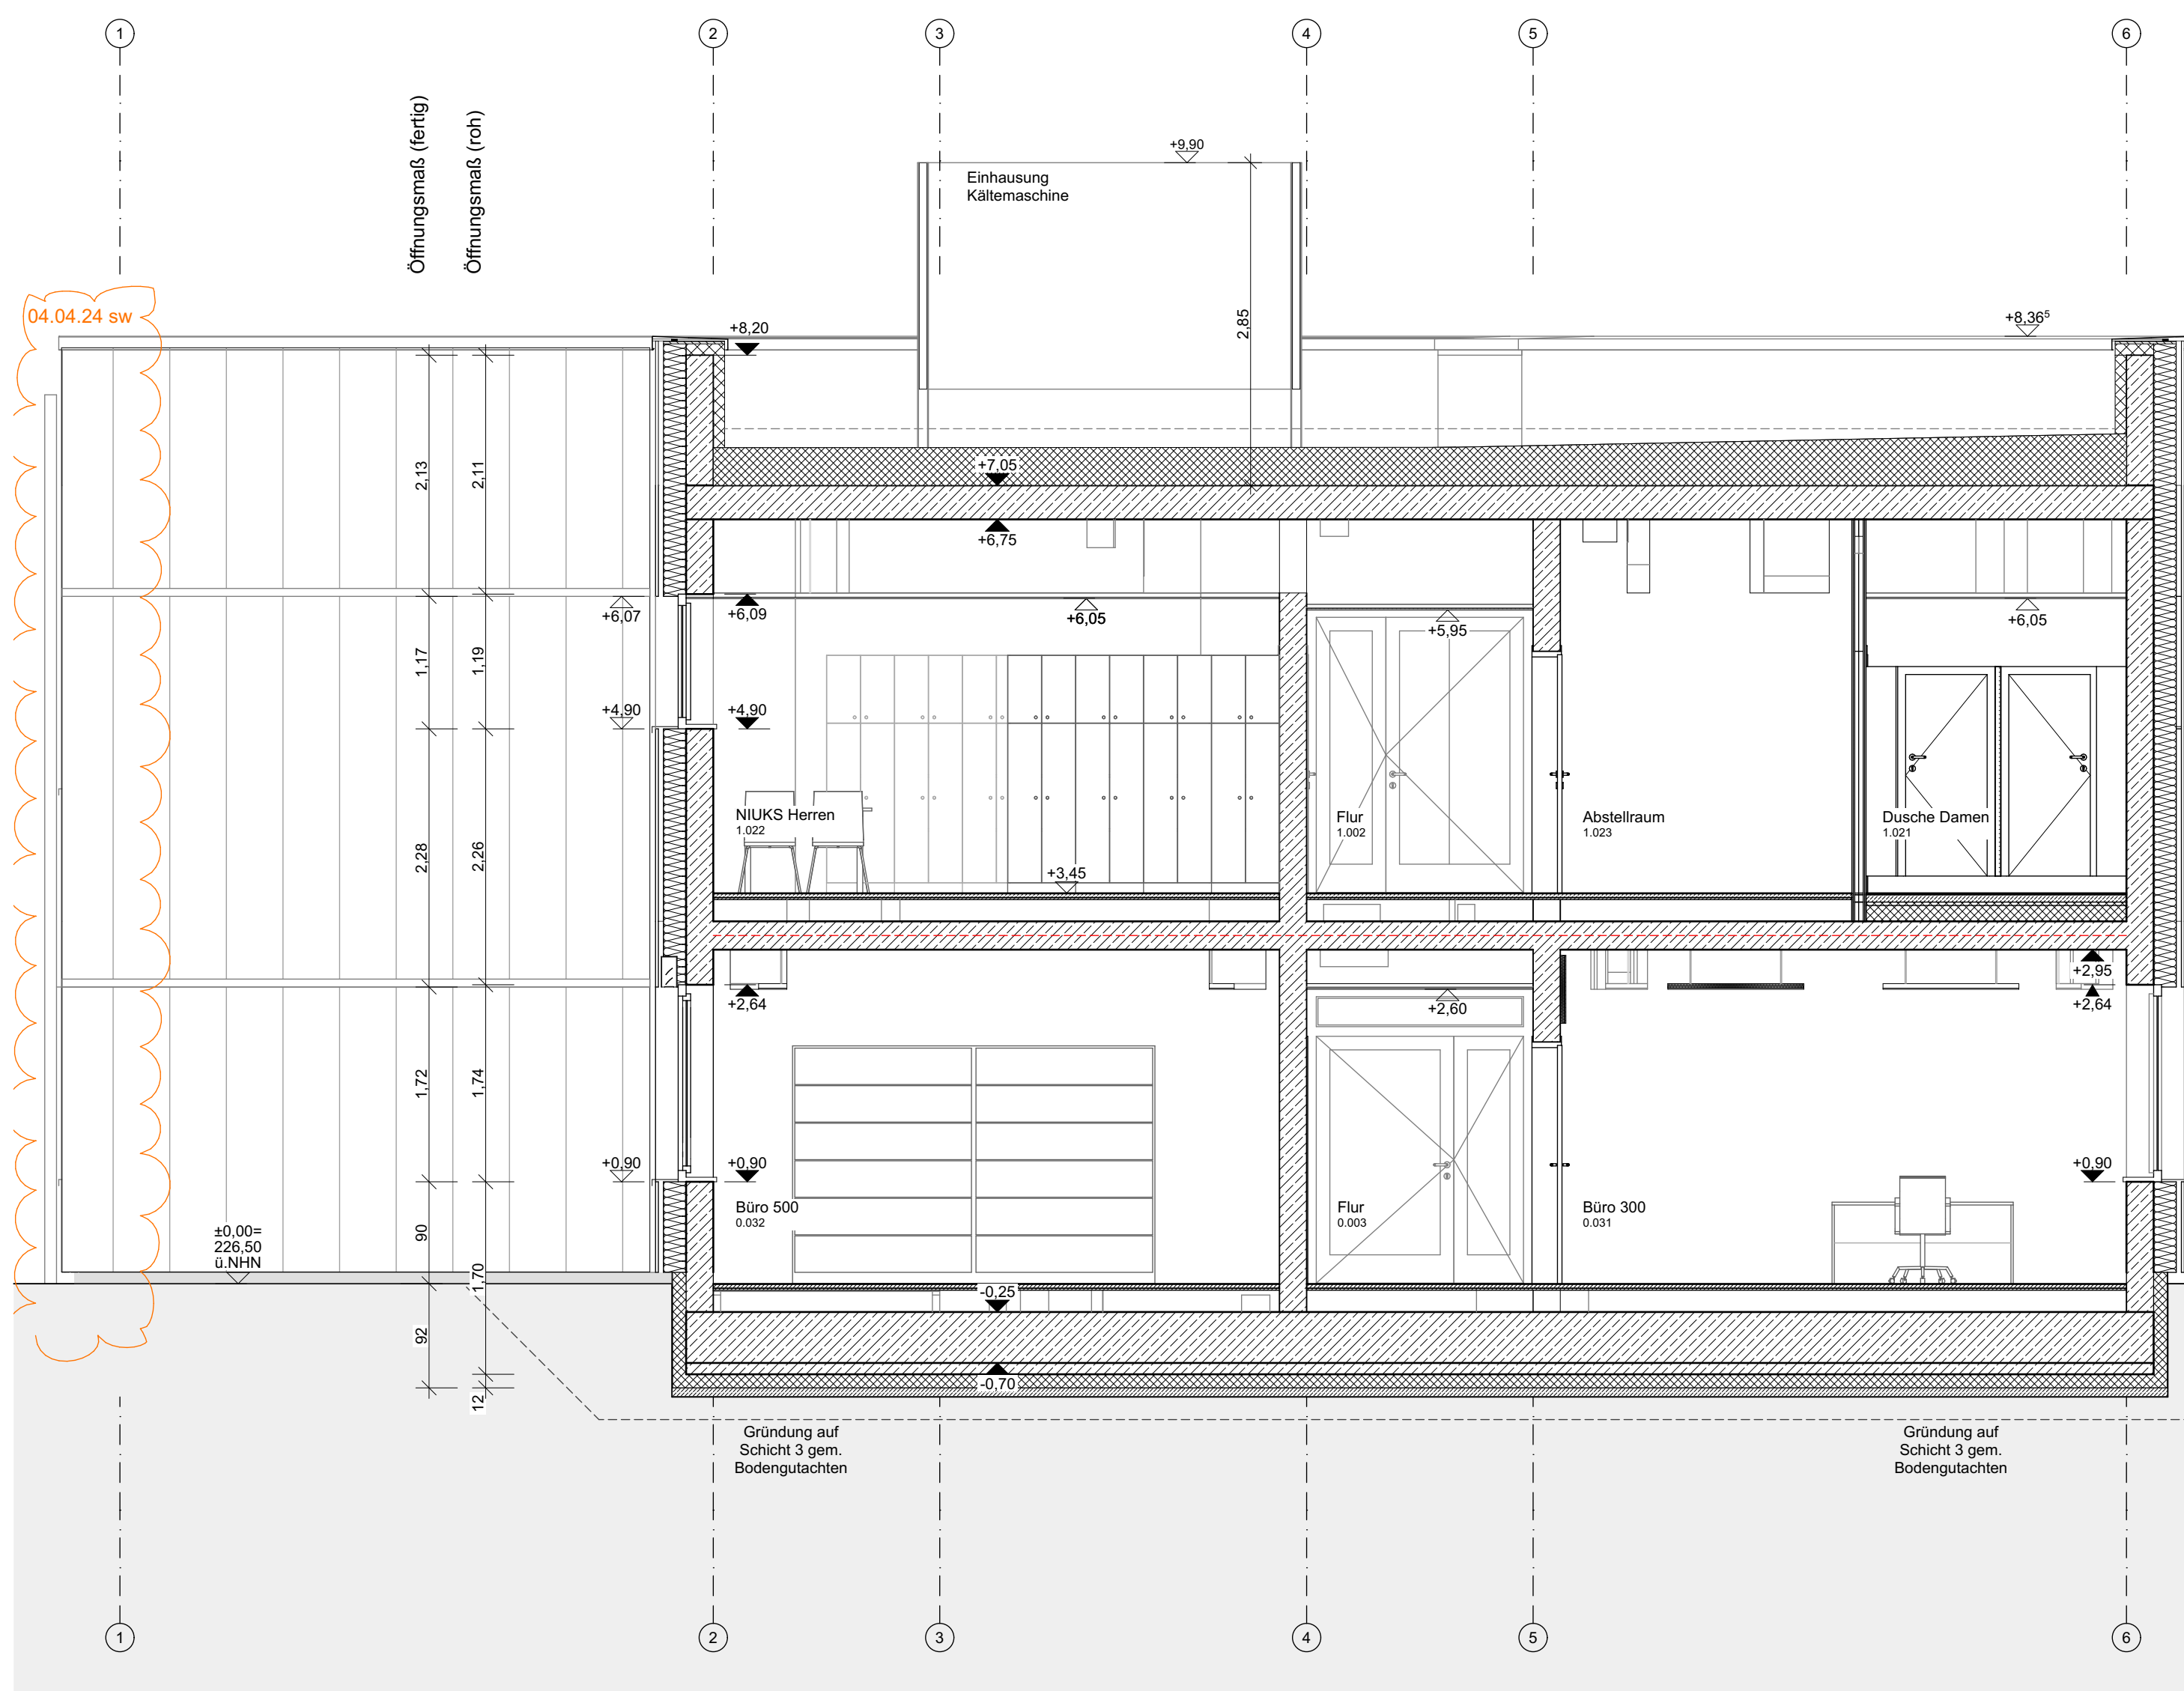 1
2
3
4
5
6
Öffnungsmaß (fertig)
Öffnungsmaß (roh)
+9,90
Einhausung
Kältemaschine
2,85
04.04.24 sw
+8,20
+8,36⁵
2,13
2,11
+7,05
+6,75
+6,07
+6,09
+6,05
+5,95
+6,05
1,17
1,19
+4,90
+4,90
NIUKS Herren
1.022
Flur
1.002
Abstellraum
1.023
Dusche Damen
1.021
2,28
2,26
+3,45
+2,95
+2,64
+2,60
+2,64
1,72
1,74
+0,90
+0,90
+0,90
Büro 500
0.032
Flur
0.003
Büro 300
0.031
±0,00=
226,50
ü.NHN
90
1,70
-0,25
92
12
-0,70
Gründung auf
Schicht 3 gem.
Bodengutachten
Gründung auf
Schicht 3 gem.
Bodengutachten
1
2
3
4
5
6